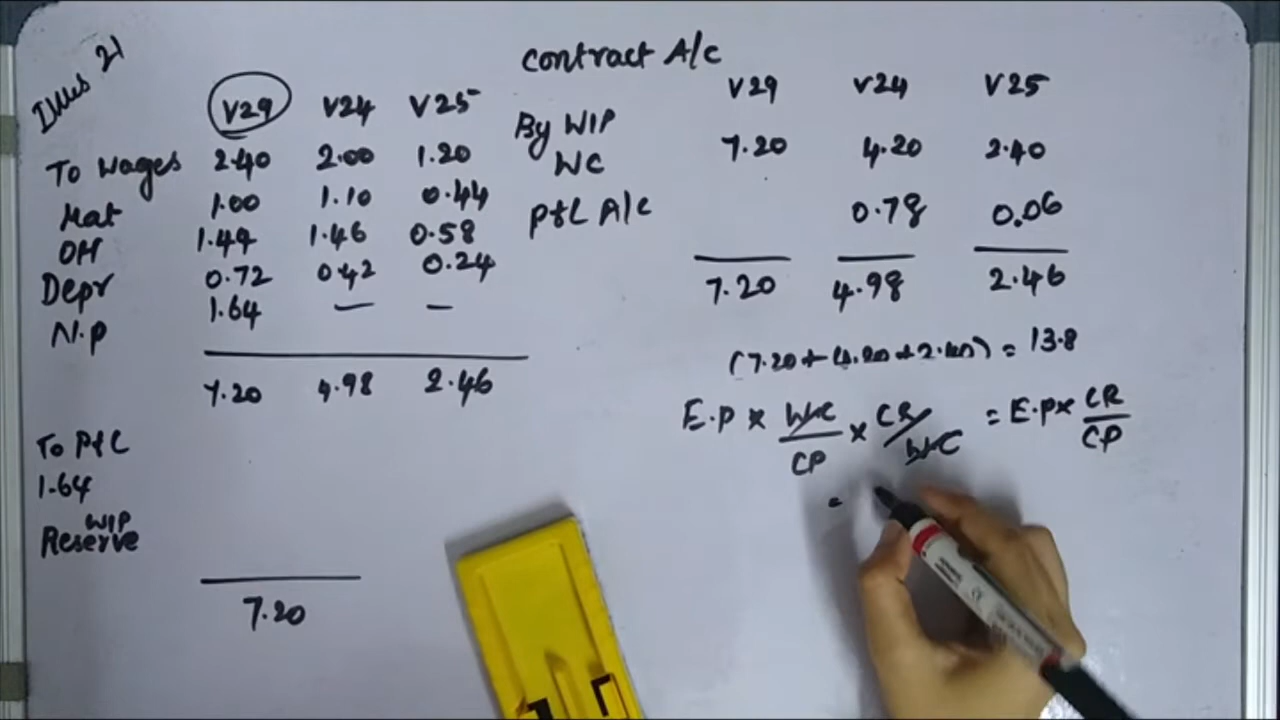 Illus 21
Contract A/c
V29 V24 V25
To Wages 2.40 2.00 1.20
Mat 1.00 1.10 0.44
OH 1.44 1.46 0.58
Depr 0.72 0.42 0.24
N.P 1.64 — —
7.20 4.98 2.46
To P&L
1.64
WIP
Reserve
7.20
V29 V24 V25
By WIP
WC 7.20 4.20 2.40
P&L A/c 0.78 0.06
7.20 4.98 2.46
(7.20+4.20+2.40) = 13.8
E.P × WC/CP × CR/WC = E.P× CR/CP
=